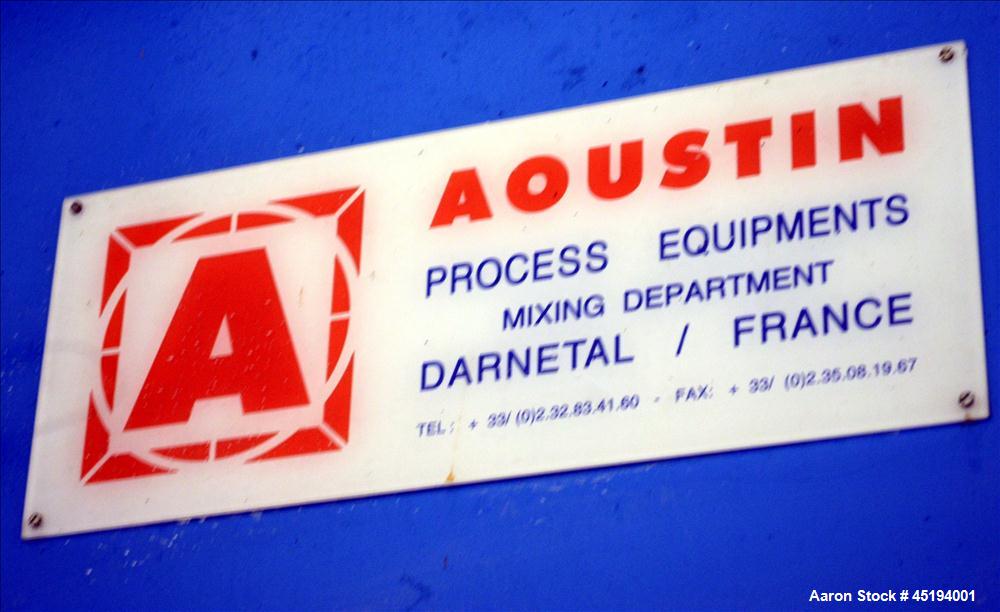 A
AOUSTIN
PROCESS EQUIPMENTS
MIXING DEPARTMENT
DARNETAL / FRANCE
TEL : + 33/ (0)2.32.83.41.60 - FAX: + 33/ (0)2.35.08.19.67
Aaron Stock # 45194001